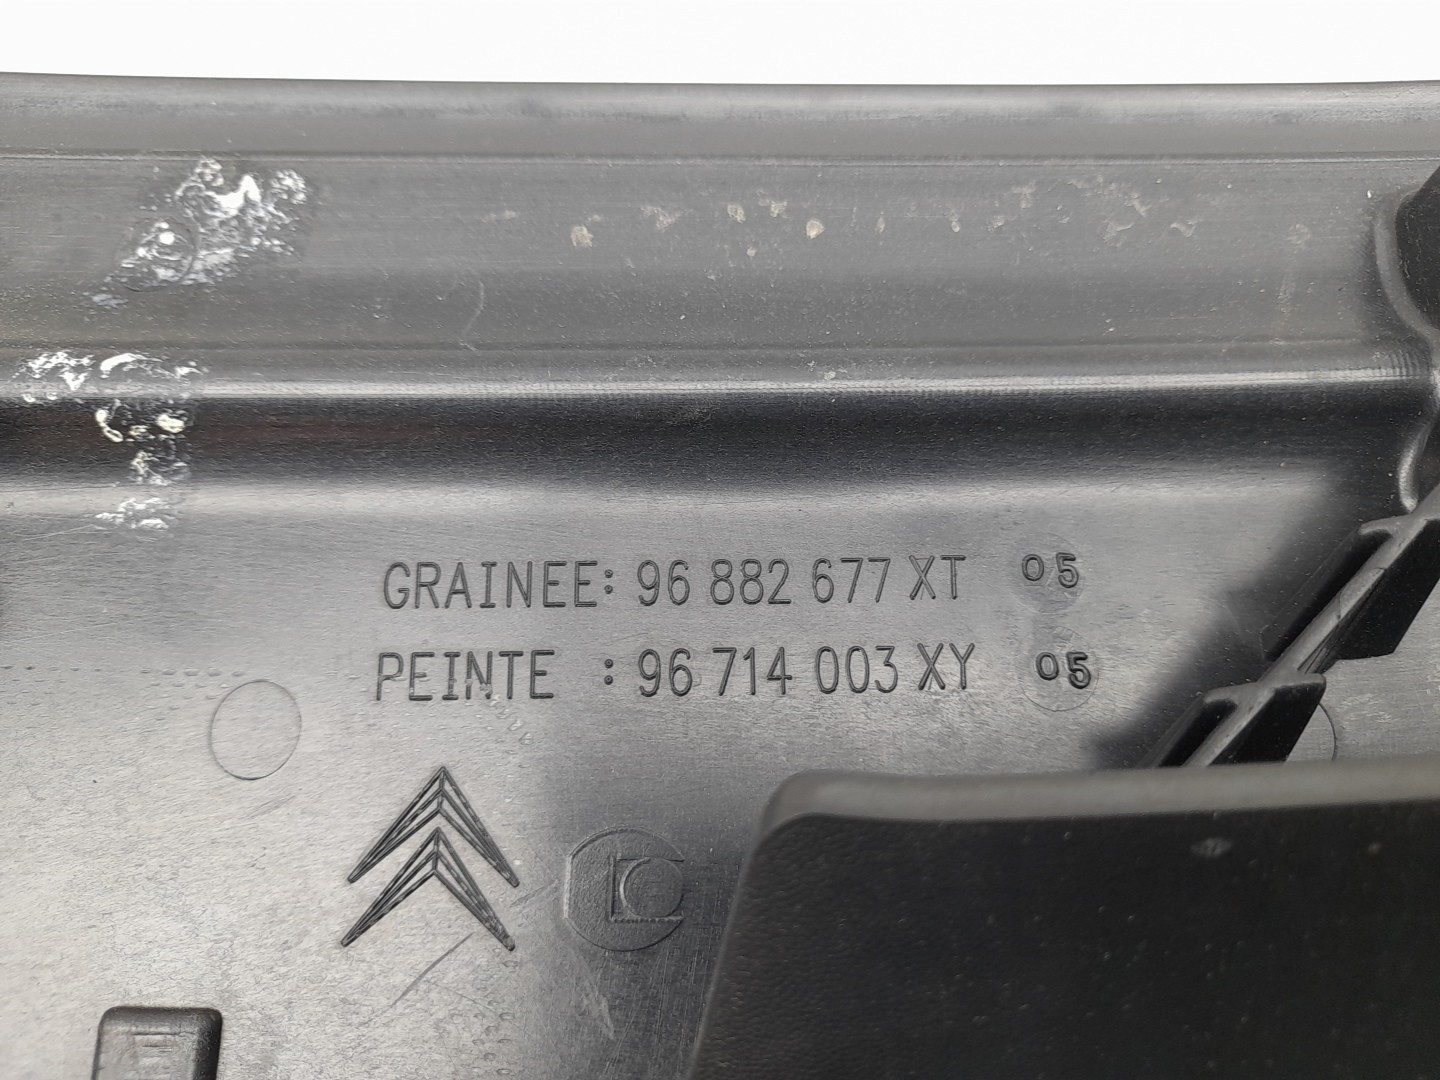 GRAINEE: 96 882 677 XT 05
PEINTE : 96 714 003 XY 05